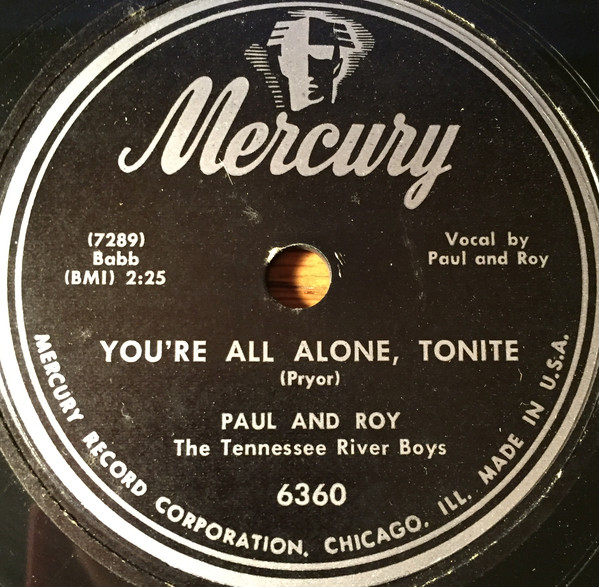 Mercury
(7289)
Babb
(BMI) 2:25
Vocal by
Paul and Roy
YOU'RE ALL ALONE, TONITE
(Pryor)
PAUL AND ROY
The Tennessee River Boys
6360
MERCURY RECORD CORPORATION, CHICAGO, ILL. MADE IN U.S.A.